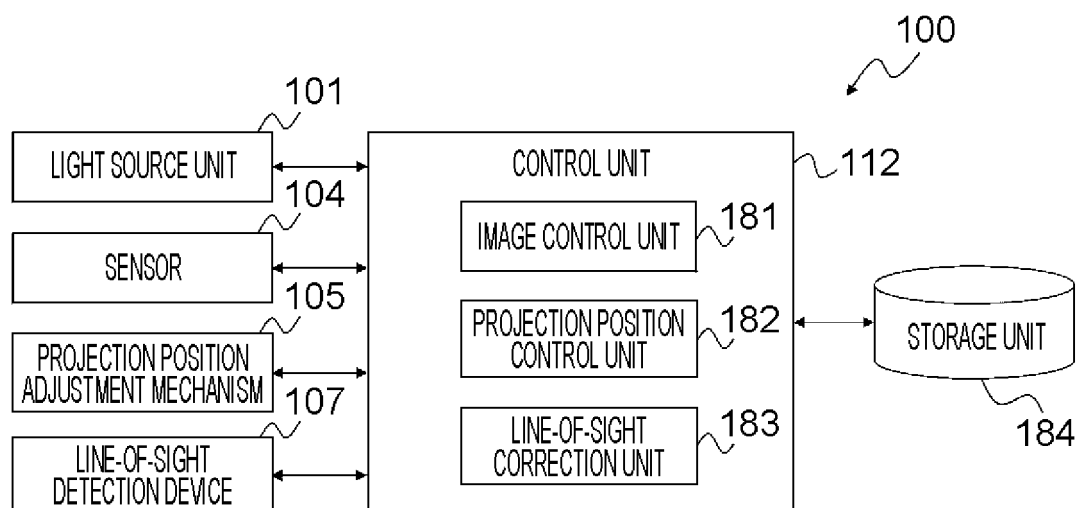 100
101
LIGHT SOURCE UNIT
104
SENSOR
105
PROJECTION POSITION
ADJUSTMENT MECHANISM
107
LINE-OF-SIGHT
DETECTION DEVICE
CONTROL UNIT
112
IMAGE CONTROL UNIT
181
PROJECTION POSITION
CONTROL UNIT
182
LINE-OF-SIGHT
CORRECTION UNIT
183
STORAGE UNIT
184